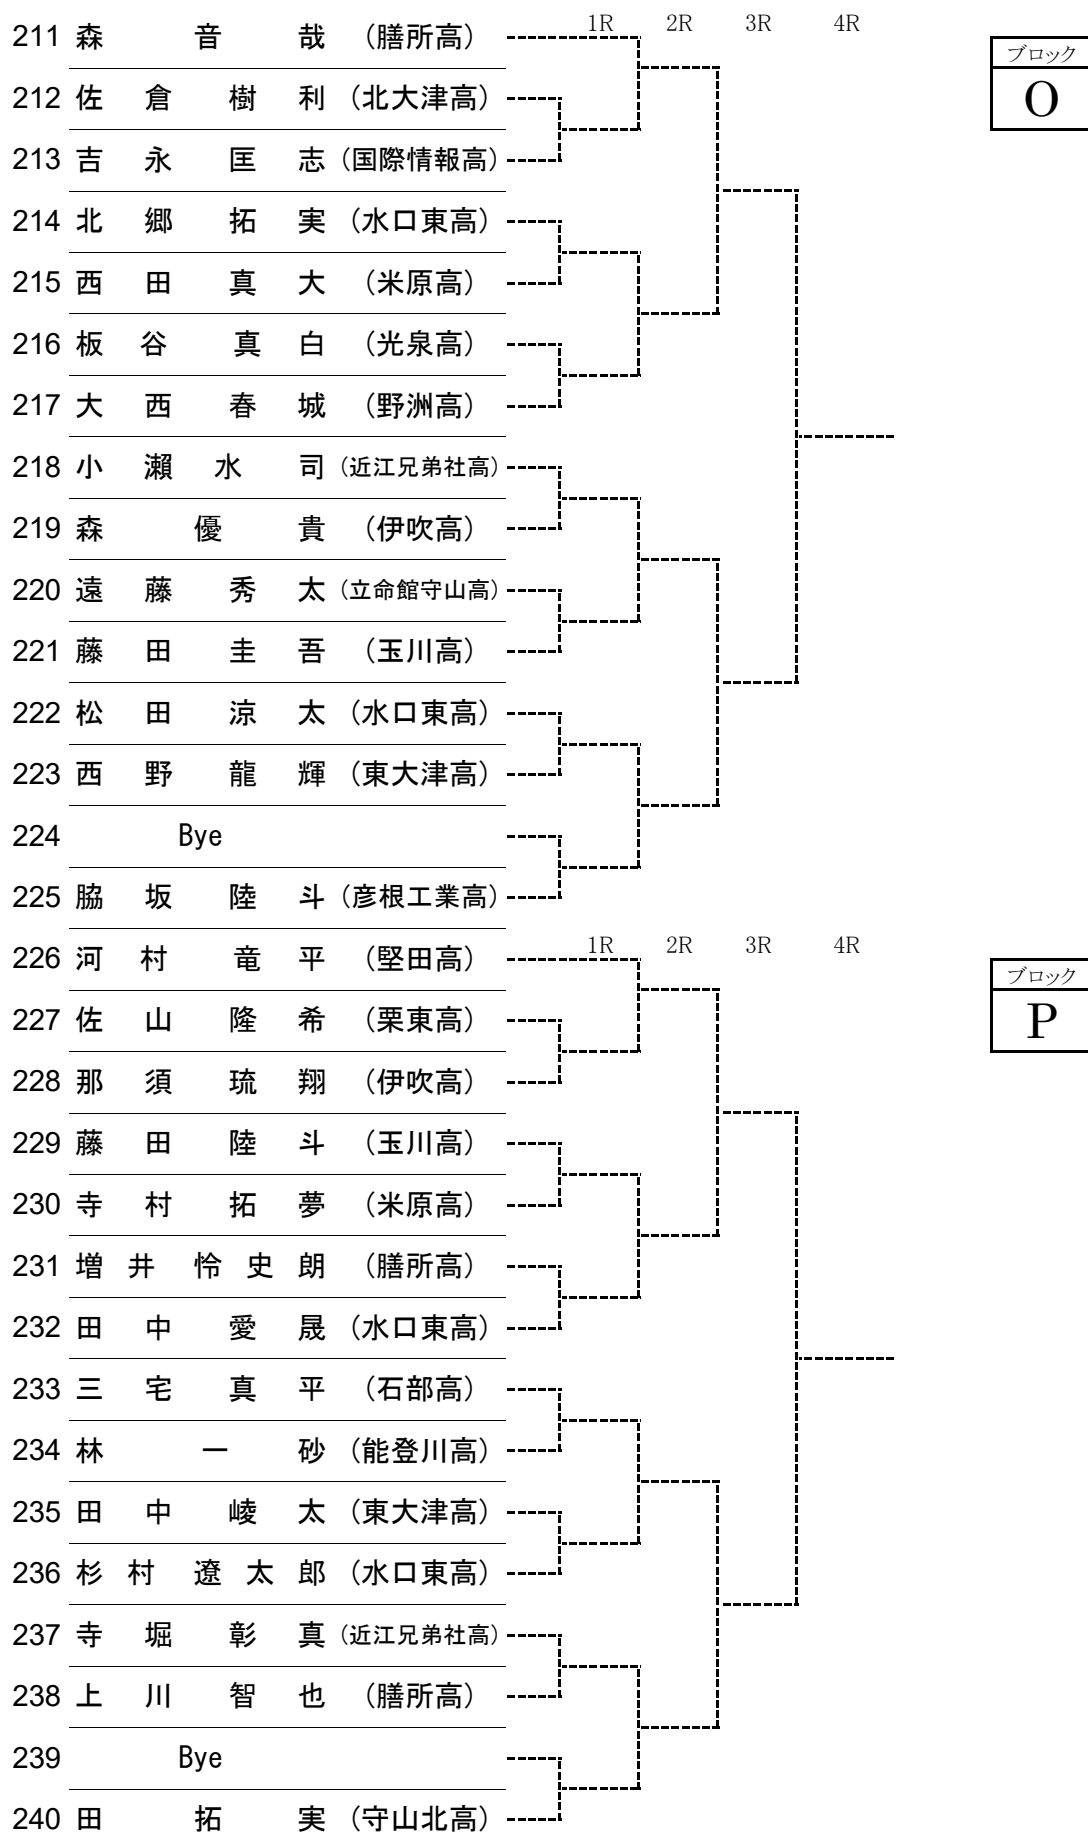 1R 2R 3R 4R
ブロック
O
211 森 音 哉 (膳所高)
212 佐 倉 樹 利 (北大津高)
213 吉 永 匡 志 (国際情報高)
214 北 郷 拓 実 (水口東高)
215 西 田 真 大 (米原高)
216 板 谷 真 白 (光泉高)
217 大 西 春 城 (野洲高)
218 小 瀬 水 司 (近江兄弟社高)
219 森 優 貴 (伊吹高)
220 遠 藤 秀 太 (立命館守山高)
221 藤 田 圭 吾 (玉川高)
222 松 田 涼 太 (水口東高)
223 西 野 龍 輝 (東大津高)
224 Bye
225 脇 坂 陸 斗 (彦根工業高)
1R 2R 3R 4R
ブロック
P
226 河 村 竜 平 (堅田高)
227 佐 山 隆 希 (栗東高)
228 那 須 琉 翔 (伊吹高)
229 藤 田 陸 斗 (玉川高)
230 寺 村 拓 夢 (米原高)
231 増 井 怜 史 朗 (膳所高)
232 田 中 愛 晟 (水口東高)
233 三 宅 真 平 (石部高)
234 林 一 砂 (能登川高)
235 田 中 崚 太 (東大津高)
236 杉 村 遼 太 郎 (水口東高)
237 寺 堀 彰 真 (近江兄弟社高)
238 上 川 智 也 (膳所高)
239 Bye
240 田 拓 実 (守山北高)